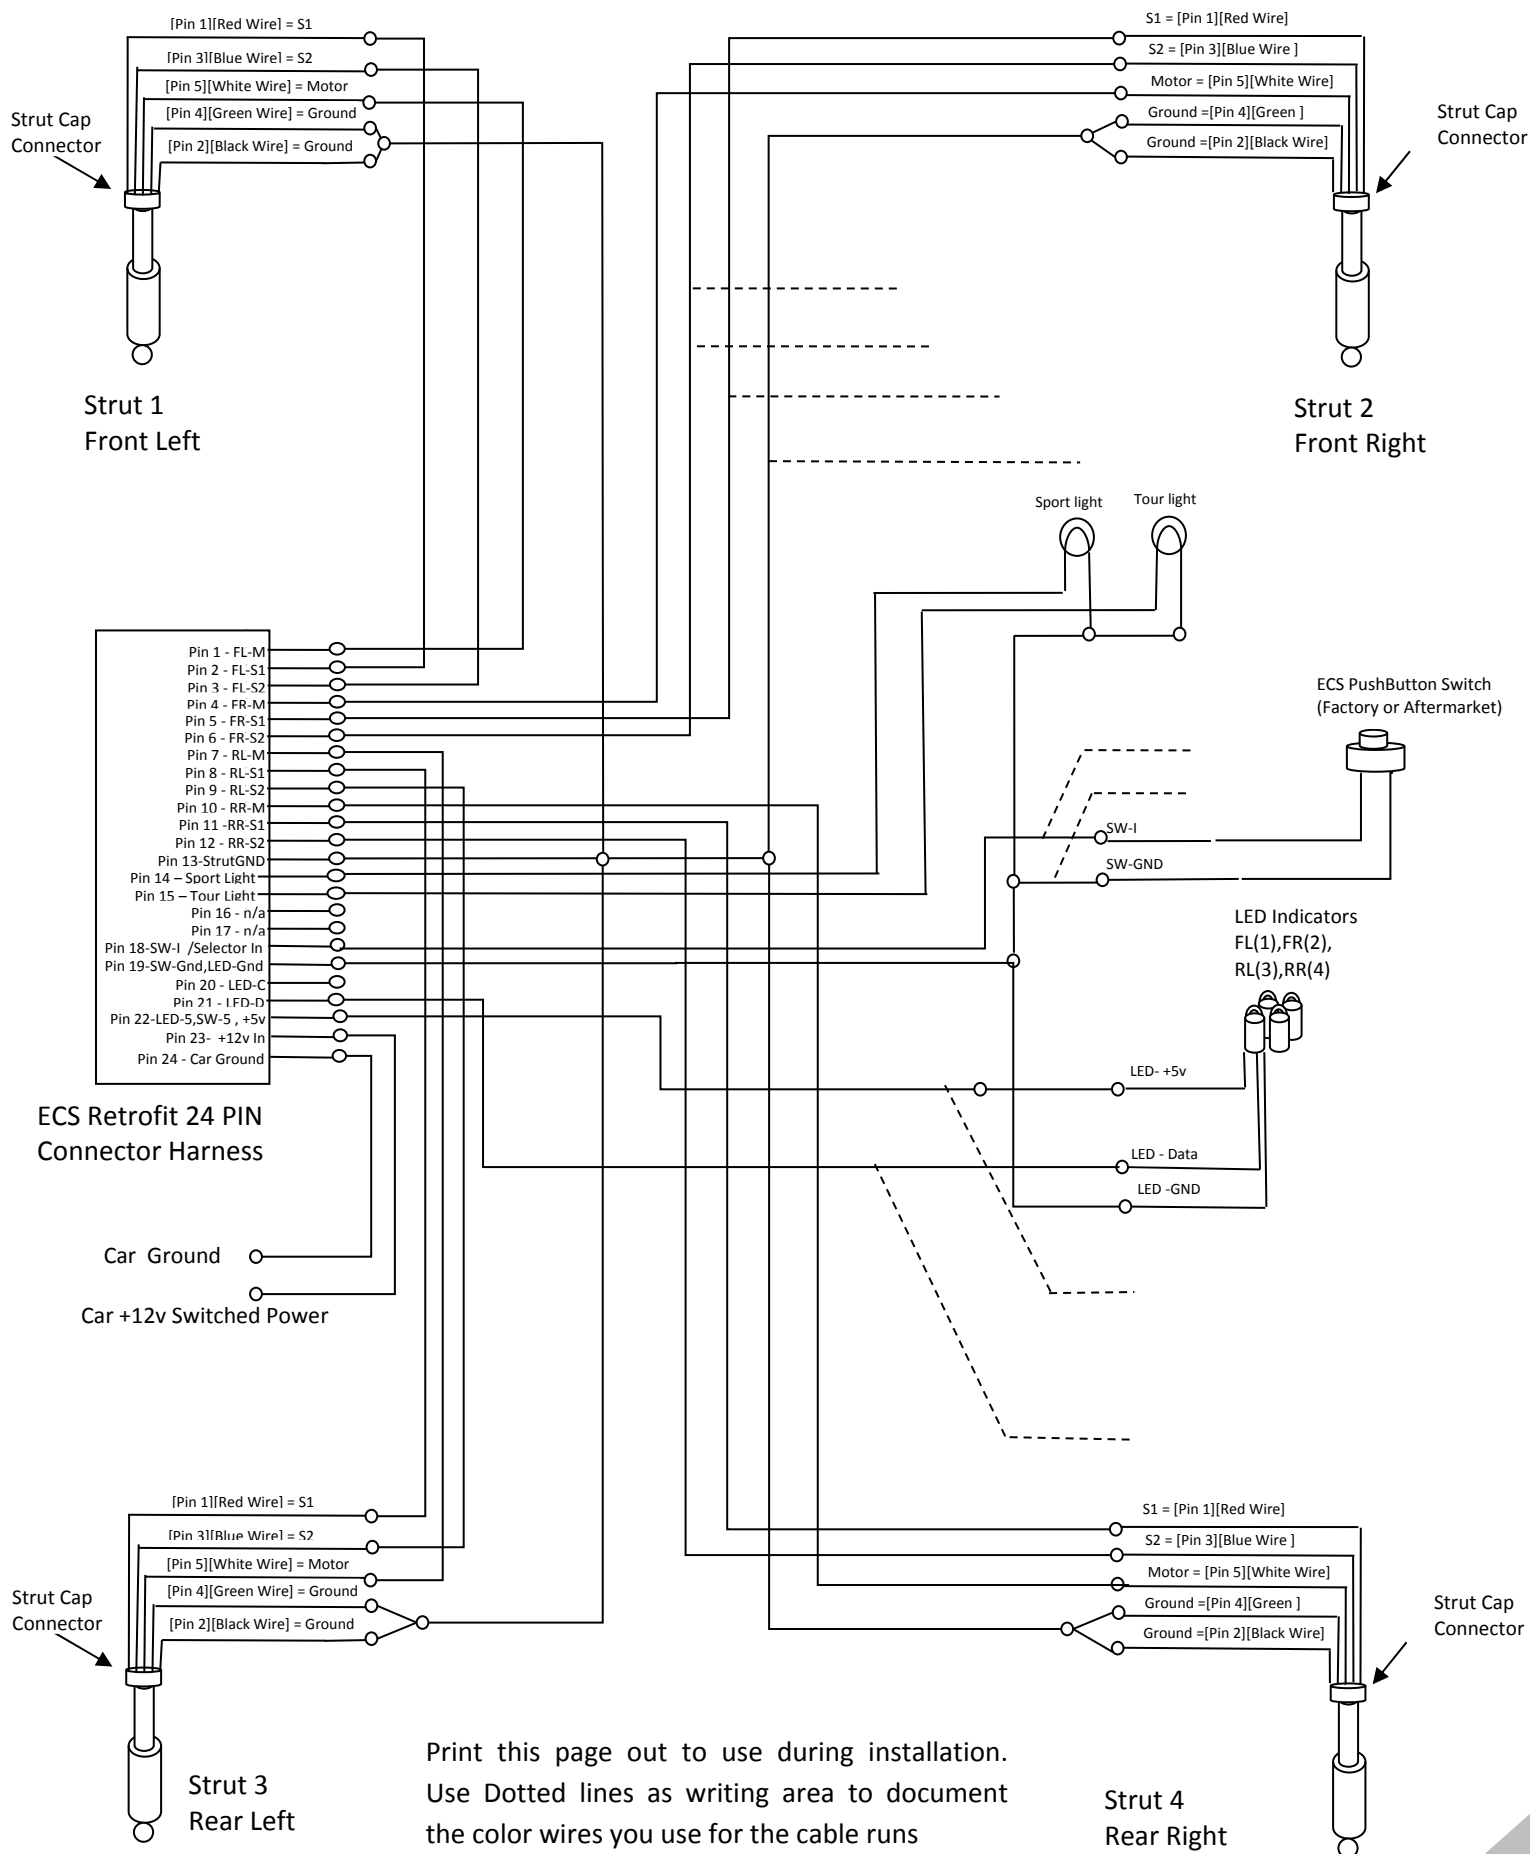 [Pin 1][Red Wire] = S1
[Pin 3][Blue Wire] = S2
[Pin 5][White Wire] = Motor
[Pin 4][Green Wire] = Ground
[Pin 2][Black Wire] = Ground
Strut Cap
Connector
Strut 1
Front Left
S1 = [Pin 1][Red Wire]
S2 = [Pin 3][Blue Wire ]
Motor = [Pin 5][White Wire]
Ground =[Pin 4][Green ]
Ground =[Pin 2][Black Wire]
Strut Cap
Connector
Strut 2
Front Right
Sport light
Tour light
Pin 1 - FL-M
Pin 2 - FL-S1
Pin 3 - FL-S2
Pin 4 - FR-M
Pin 5 - FR-S1
Pin 6 - FR-S2
Pin 7 - RL-M
Pin 8 - RL-S1
Pin 9 - RL-S2
Pin 10 - RR-M
Pin 11 -RR-S1
Pin 12 - RR-S2
Pin 13-StrutGND
Pin 14 – Sport Light
Pin 15 – Tour Light
Pin 16 - n/a
Pin 17 - n/a
Pin 18-SW-I /Selector In
Pin 19-SW-Gnd,LED-Gnd
Pin 20 - LED-C
Pin 21 - LED-D
Pin 22-LED-5,SW-5 , +5v
Pin 23- +12v In
Pin 24 - Car Ground
ECS Retrofit 24 PIN
Connector Harness
ECS PushButton Switch
(Factory or Aftermarket)
SW-I
SW-GND
LED Indicators
FL(1),FR(2),
RL(3),RR(4)
LED- +5v
LED - Data
LED -GND
Car Ground
Car +12v Switched Power
[Pin 1][Red Wire] = S1
[Pin 3][Blue Wire] = S2
[Pin 5][White Wire] = Motor
[Pin 4][Green Wire] = Ground
[Pin 2][Black Wire] = Ground
Strut Cap
Connector
Strut 3
Rear Left
S1 = [Pin 1][Red Wire]
S2 = [Pin 3][Blue Wire ]
Motor = [Pin 5][White Wire]
Ground =[Pin 4][Green ]
Ground =[Pin 2][Black Wire]
Strut Cap
Connector
Strut 4
Rear Right
Print this page out to use during installation.
Use Dotted lines as writing area to document
the color wires you use for the cable runs